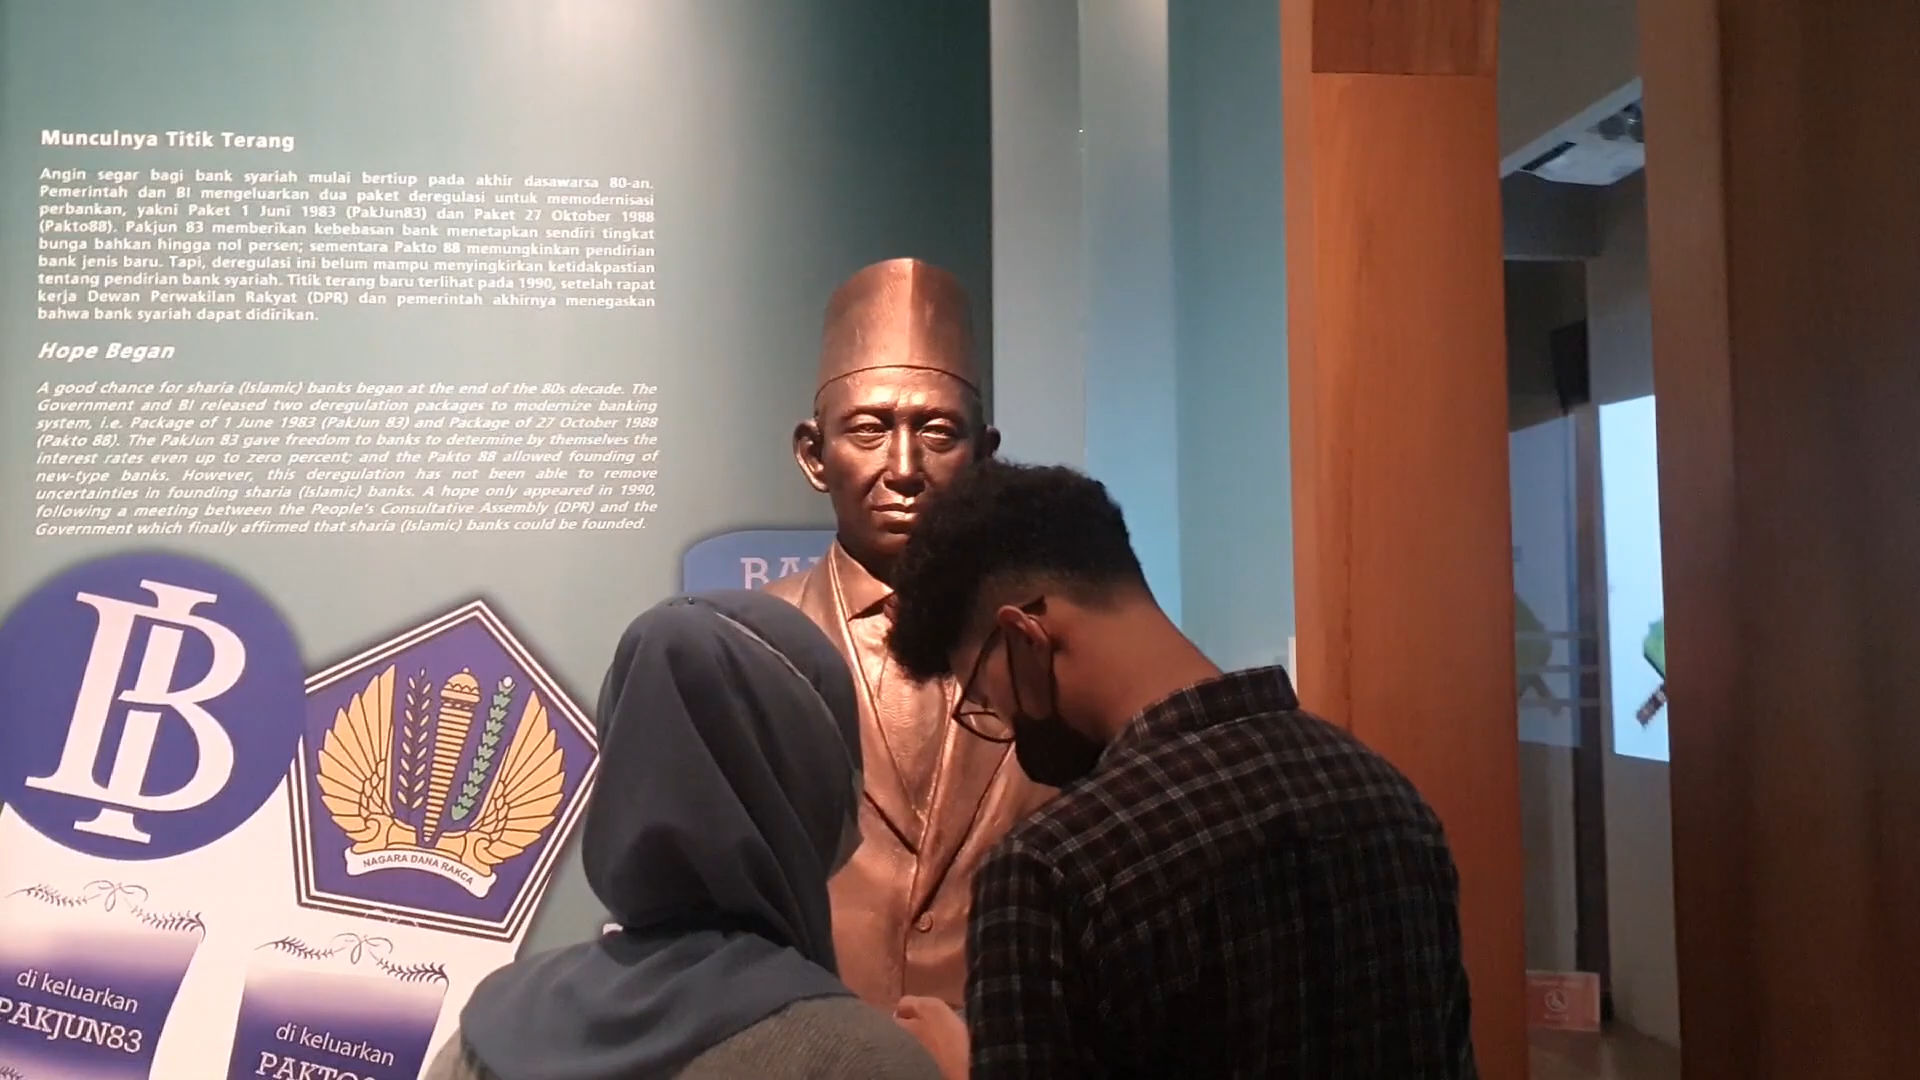 Munculnya Titik Terang
Angin segar bagi bank syariah mulai bertiup pada akhir dasawarsa 80-an.
Pemerintah dan BI mengeluarkan dua paket deregulasi untuk memodernisasi
perbankan, yakni Paket 1 Juni 1983 (PakJun83) dan Paket 27 Oktober 1988
(Pakto88). Pakjun 83 memberikan kebebasan bank menetapkan sendiri tingkat
bunga bahkan hingga nol persen; sementara Pakto 88 memungkinkan pendirian
bank jenis baru. Tapi, deregulasi ini belum mampu menyingkirkan ketidakpastian
tentang pendirian bank syariah. Titik terang baru terlihat pada 1990, setelah rapat
kerja Dewan Perwakilan Rakyat (DPR) dan pemerintah akhirnya menegaskan
bahwa bank syariah dapat didirikan.
Hope Began
A good chance for sharia (Islamic) banks began at the end of the 80s decade. The
Government and BI released two deregulation packages to modernize banking
system, i.e. Package of 1 June 1983 (PakJun 83) and Package of 27 October 1988
(Pakto 88). The PakJun 83 gave freedom to banks to determine by themselves the
interest rates even up to zero percent; and the Pakto 88 allowed founding of
new-type banks. However, this deregulation has not been able to remove
uncertainties in founding sharia (Islamic) banks. A hope only appeared in 1990,
following a meeting between the People's Consultative Assembly (DPR) and the
Government which finally affirmed that sharia (Islamic) banks could be founded.
BI
NAGARA DANA RAKCA
di keluarkan
PAKJUN83
di keluarkan